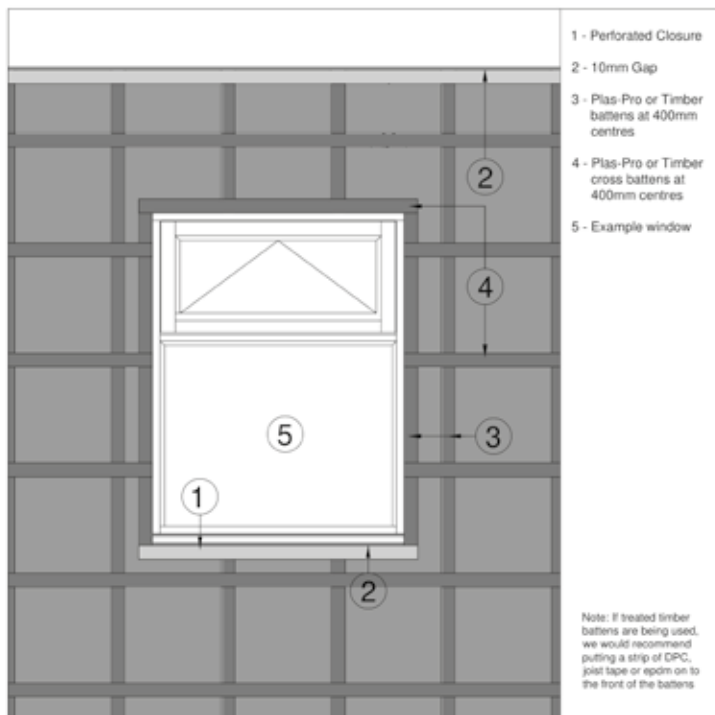 1 - Perforated Closure
2 - 10mm Gap
3 - Plas-Pro or Timber
battens at 400mm
centres
4 - Plas-Pro or Timber
cross battens at
400mm centres
5 - Example window
2
4
3
5
1
2
Note: If treated timber
battens are being used,
we would recommend
putting a strip of DPC,
joist tape or epdm on to
the front of the battens